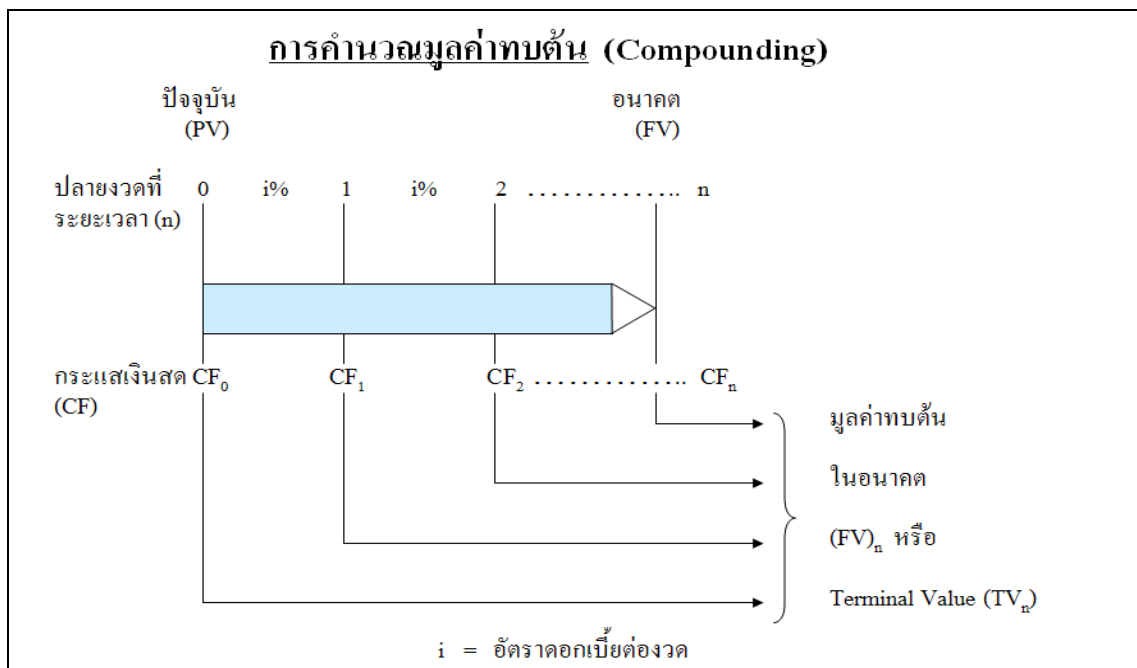 การคำนวณมูลค่าทบต้น (Compounding)
ปัจจุบัน อนาคต
(PV) (FV)
ปลายงวดที่ 0 i% 1 i% 2 .............. n
ระยะเวลา (n)
กระแสเงินสด CF₀ CF₁ CF₂ .............. CFₙ
(CF)
มูลค่าทบต้น
ในอนาคต
(FV)ₙ หรือ
Terminal Value (TVₙ)
i = อัตราดอกเบี้ยต่องวด